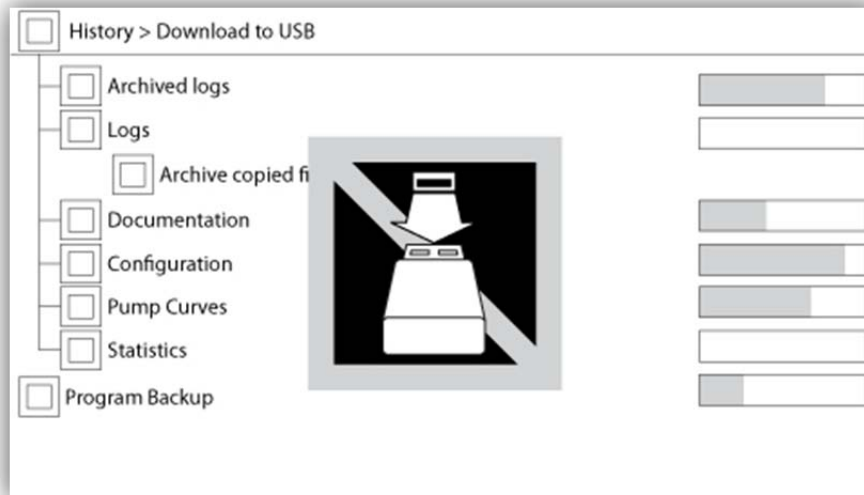 History > Download to USB
Archived logs
Logs
Archive copied fi
Documentation
Configuration
Pump Curves
Statistics
Program Backup